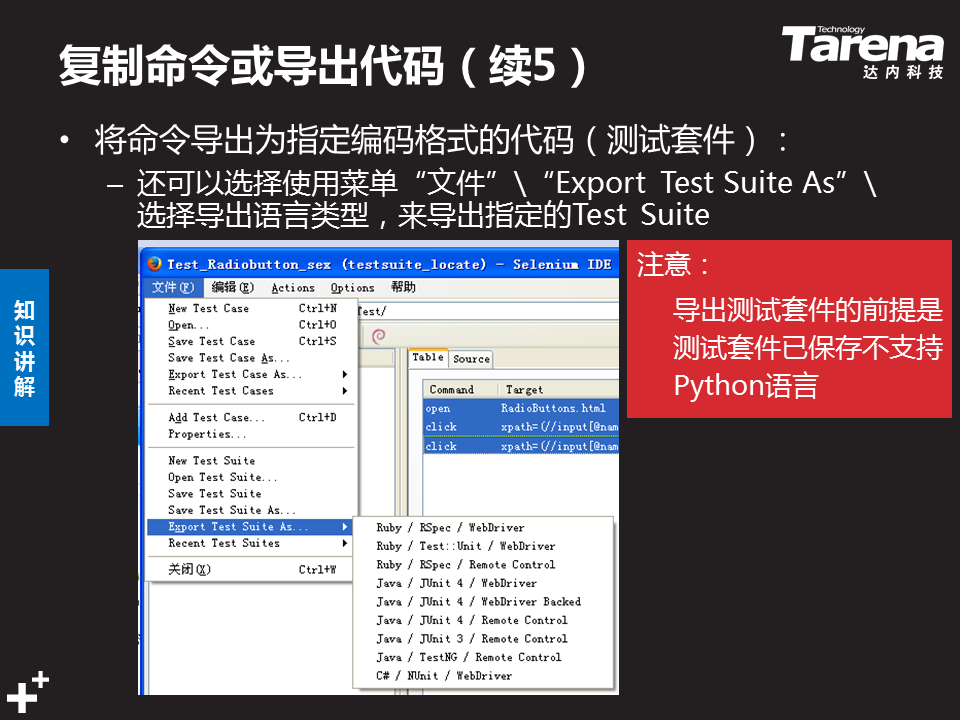 复制命令或导出代码（续5）
Technology
Tarena
达内科技
• 将命令导出为指定编码格式的代码（测试套件）：
– 还可以选择使用菜单“文件”\“Export Test Suite As”\
选择导出语言类型，来导出指定的Test Suite
知识讲解
Test_Radiobutton_sex (testsuite_locate) - Selenium IDE
文件(F) 编辑(E) Actions Options 帮助
New Test Case Ctrl+N
Open... Ctrl+O
Save Test Case Ctrl+S
Save Test Case As...
Export Test Case As...
Recent Test Cases
Add Test Case... Ctrl+D
Properties...
New Test Suite
Open Test Suite...
Save Test Suite
Save Test Suite As...
Export Test Suite As...
Recent Test Suites
关闭(X) Ctrl+W
Test/
Table Source
Command Target
open RadioButtons.html
click xpath=(//input[@nam
click xpath=(//input[@nam
Ruby / RSpec / WebDriver
Ruby / Test::Unit / WebDriver
Ruby / RSpec / Remote Control
Java / JUnit 4 / WebDriver
Java / JUnit 4 / WebDriver Backed
Java / JUnit 4 / Remote Control
Java / JUnit 3 / Remote Control
Java / TestNG / Remote Control
C# / NUnit / WebDriver
注意：
导出测试套件的前提是
测试套件已保存不支持
Python语言